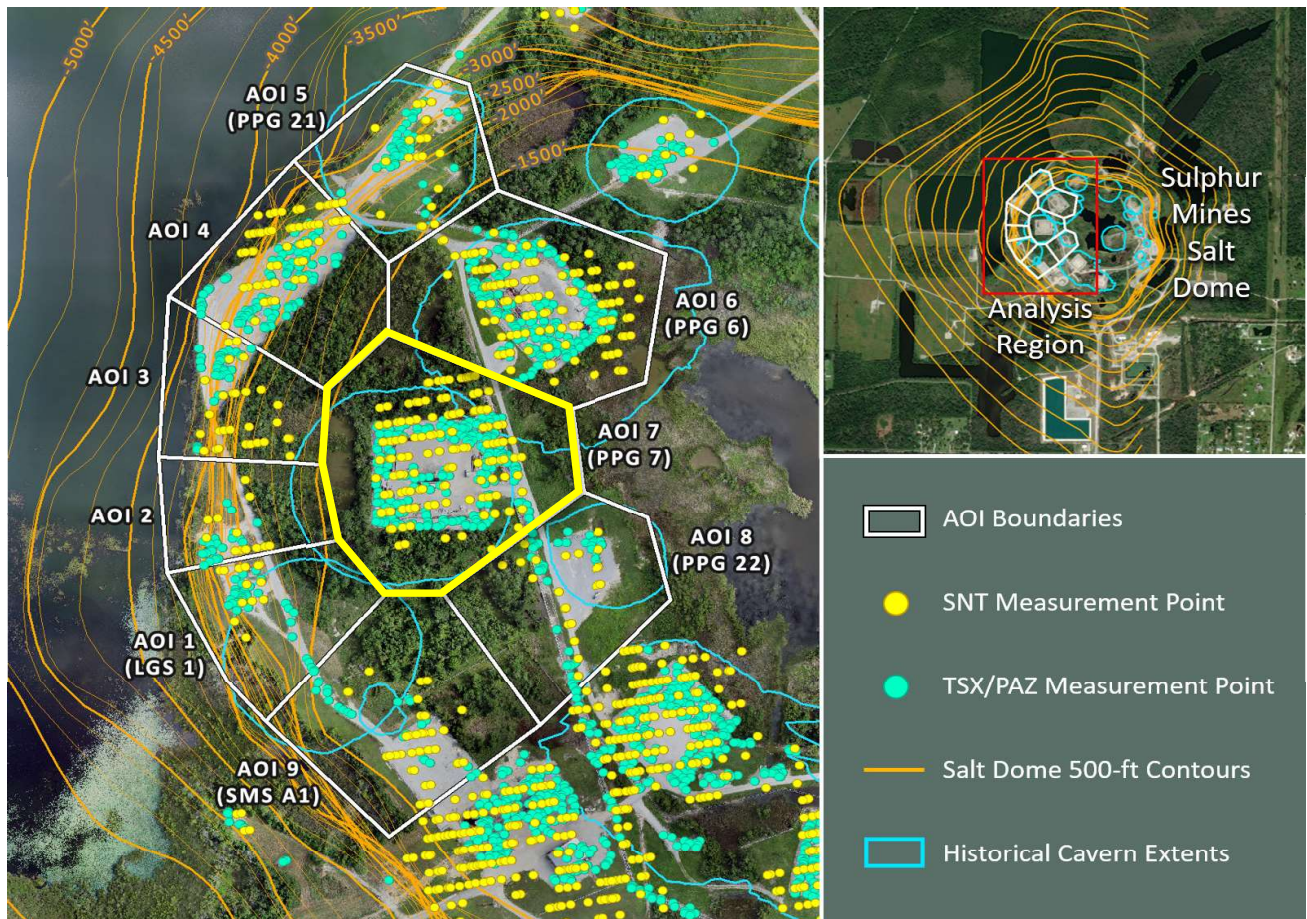 -5000'
-4500'
-4000'
-3500'
-3000'
-2500'
-2000'
-1500'
AOI 5
(PPG 21)
AOI 4
AOI 3
AOI 2
AOI 1
(LGS 1)
AOI 9
(SMS A1)
AOI 6
(PPG 6)
AOI 7
(PPG 7)
AOI 8
(PPG 22)
Sulphur
Mines
Salt
Dome
Analysis
Region
AOI Boundaries
SNT Measurement Point
TSX/PAZ Measurement Point
Salt Dome 500-ft Contours
Historical Cavern Extents